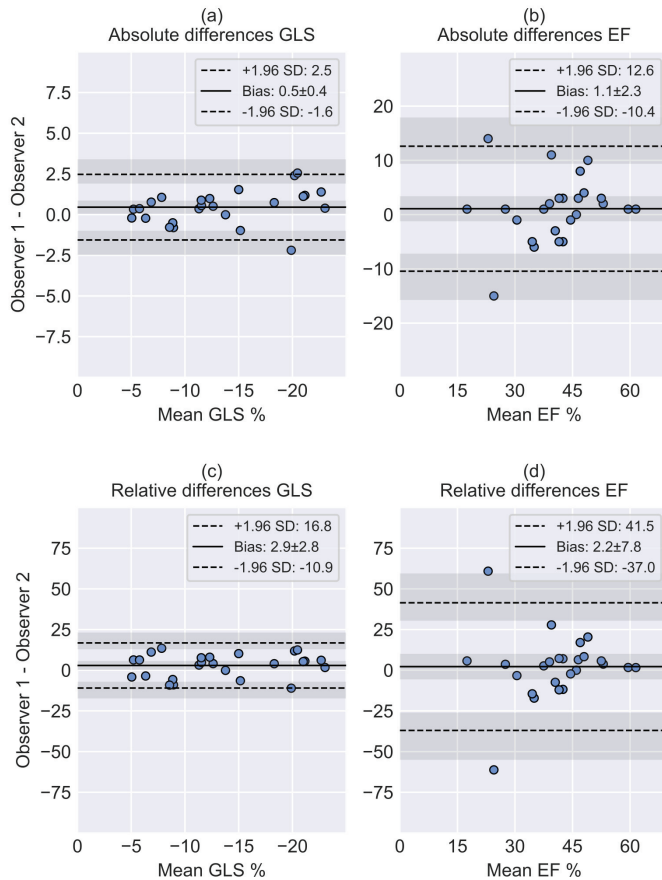 (a)
Absolute differences GLS
+1.96 SD: 2.5
Bias: 0.5±0.4
-1.96 SD: -1.6
7.5
5.0
2.5
0.0
−2.5
−5.0
−7.5
Observer 1 - Observer 2
0 −5 −10 −15 −20
Mean GLS %
(b)
Absolute differences EF
+1.96 SD: 12.6
Bias: 1.1±2.3
-1.96 SD: -10.4
20
10
0
−10
−20
0 15 30 45 60
Mean EF %
(c)
Relative differences GLS
+1.96 SD: 16.8
Bias: 2.9±2.8
-1.96 SD: -10.9
75
50
25
0
−25
−50
−75
Observer 1 - Observer 2
0 −5 −10 −15 −20
Mean GLS %
(d)
Relative differences EF
+1.96 SD: 41.5
Bias: 2.2±7.8
-1.96 SD: -37.0
75
50
25
0
−25
−50
−75
0 15 30 45 60
Mean EF %